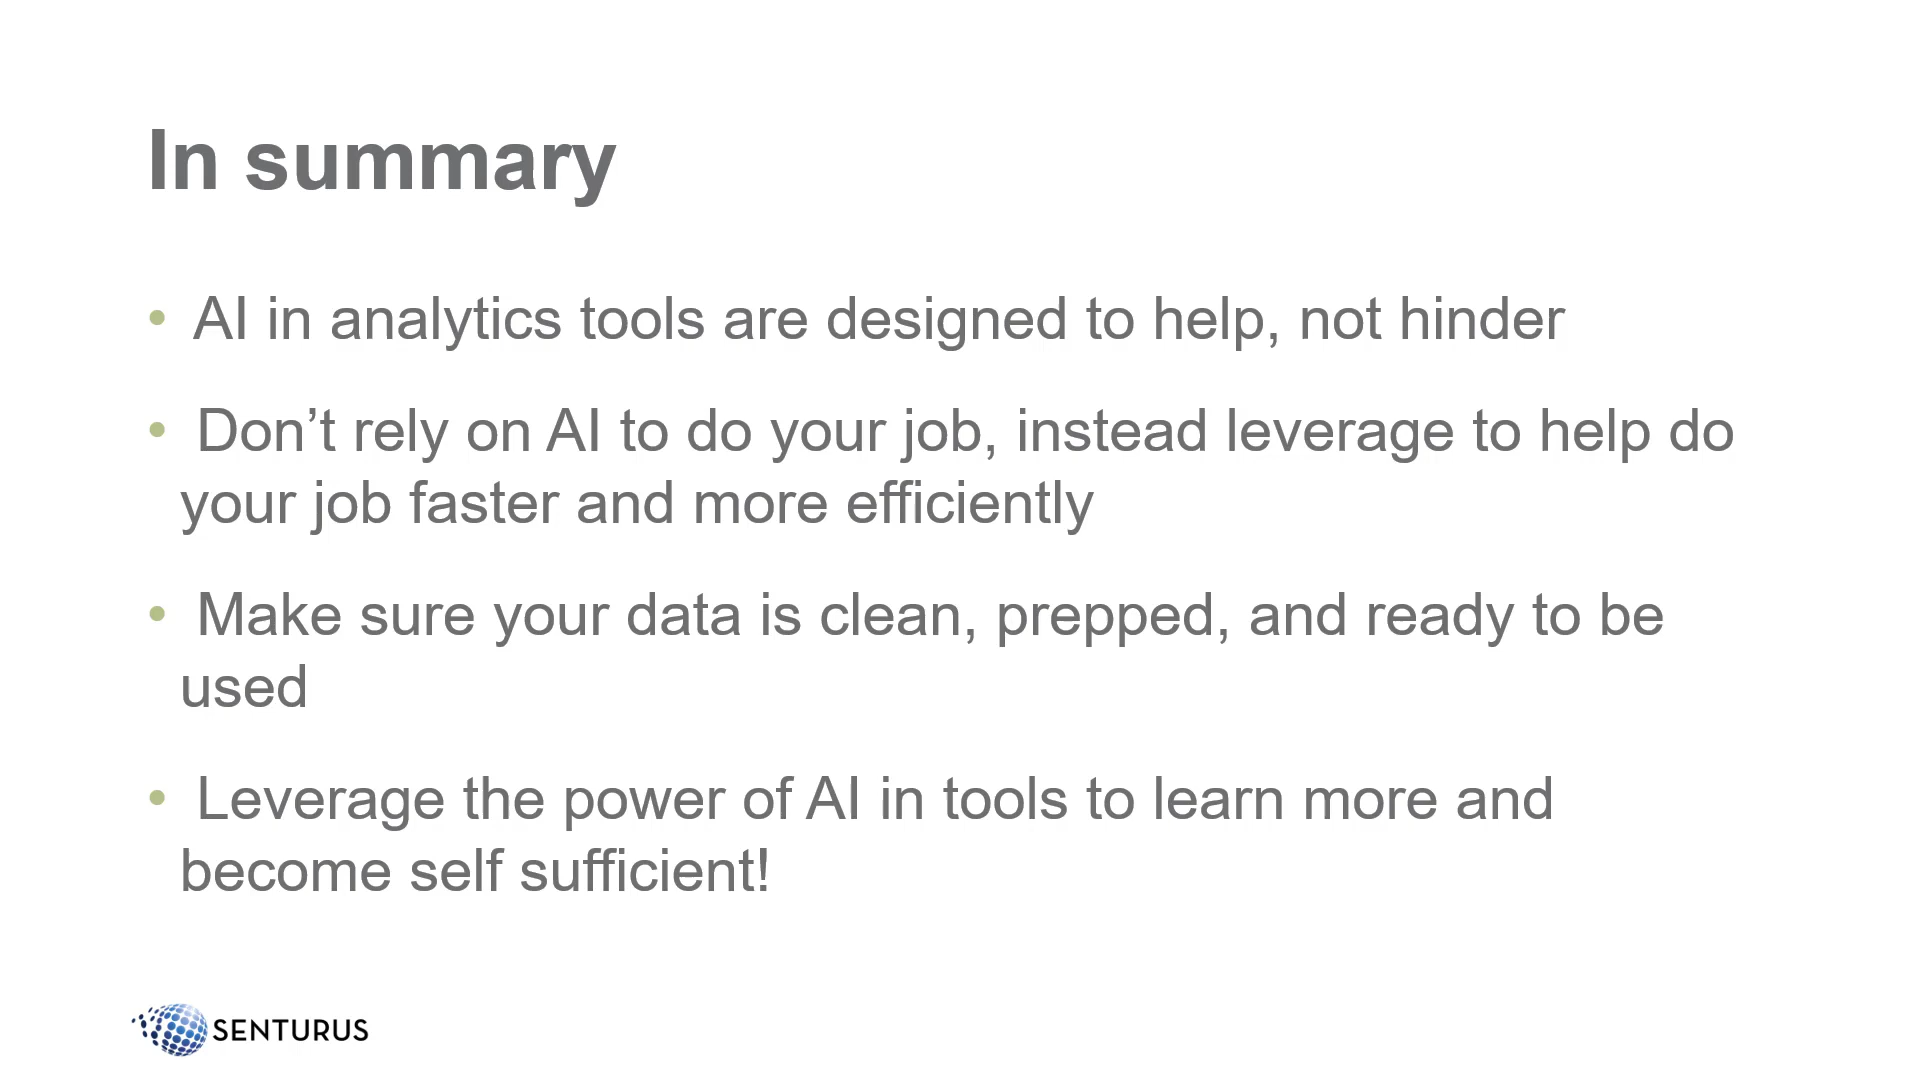 In summary
• AI in analytics tools are designed to help, not hinder
• Don’t rely on AI to do your job, instead leverage to help do
your job faster and more efficiently
• Make sure your data is clean, prepped, and ready to be
used
• Leverage the power of AI in tools to learn more and
become self sufficient!
SENTURUS